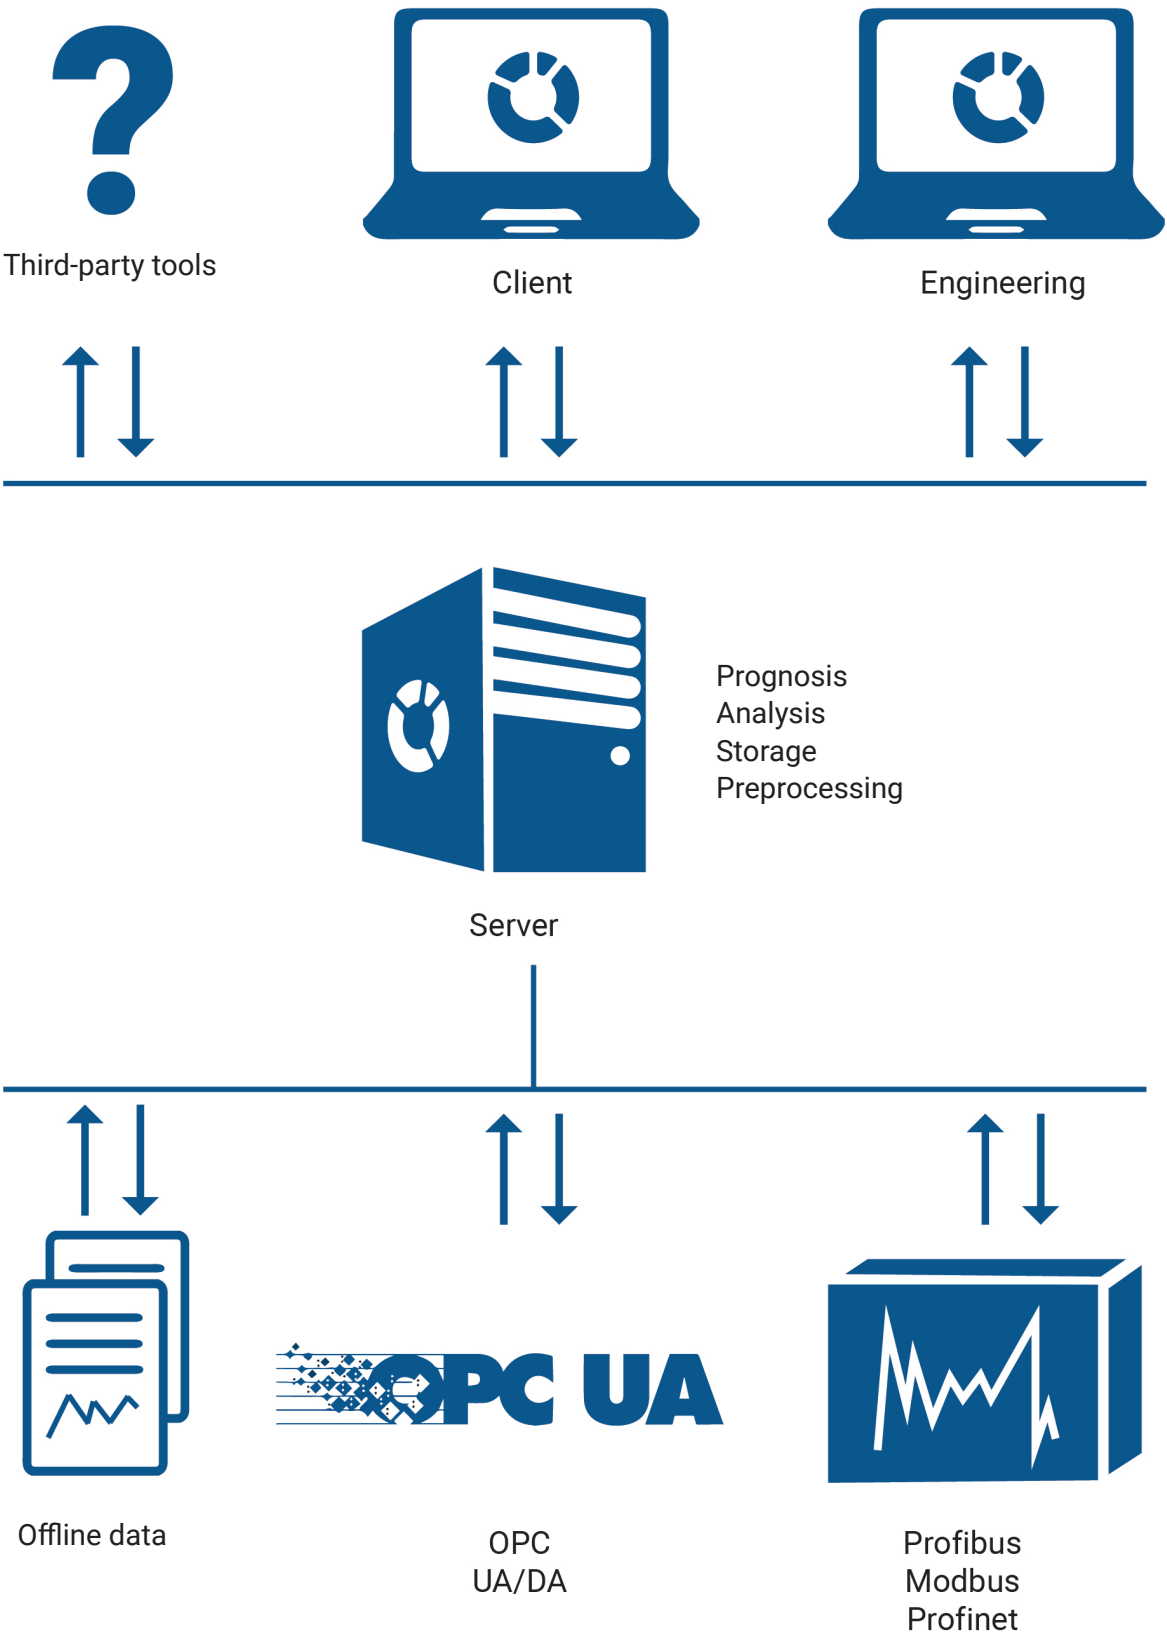 ?
Third-party tools
Client
Engineering
Prognosis
Analysis
Storage
Preprocessing
Server
OPC UA
Offline data
OPC
UA/DA
Profibus
Modbus
Profinet